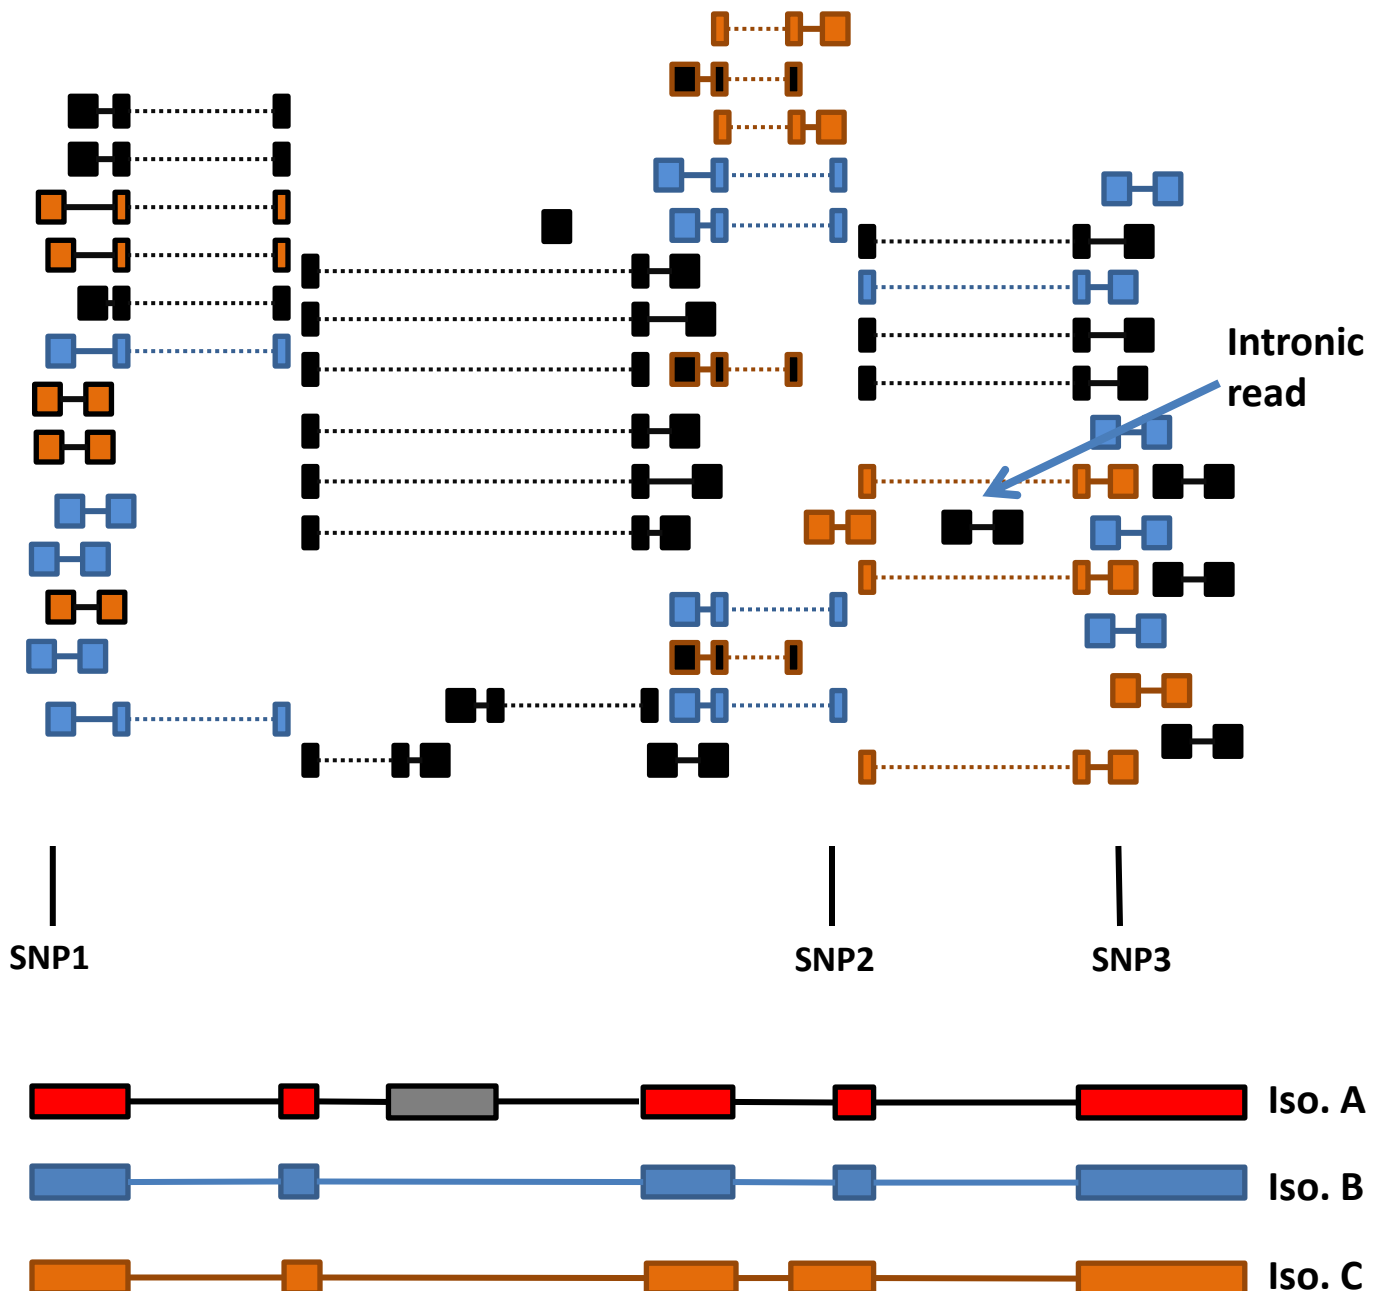 Intronic
read
SNP1
SNP2
SNP3
Iso. A
Iso. B
Iso. C